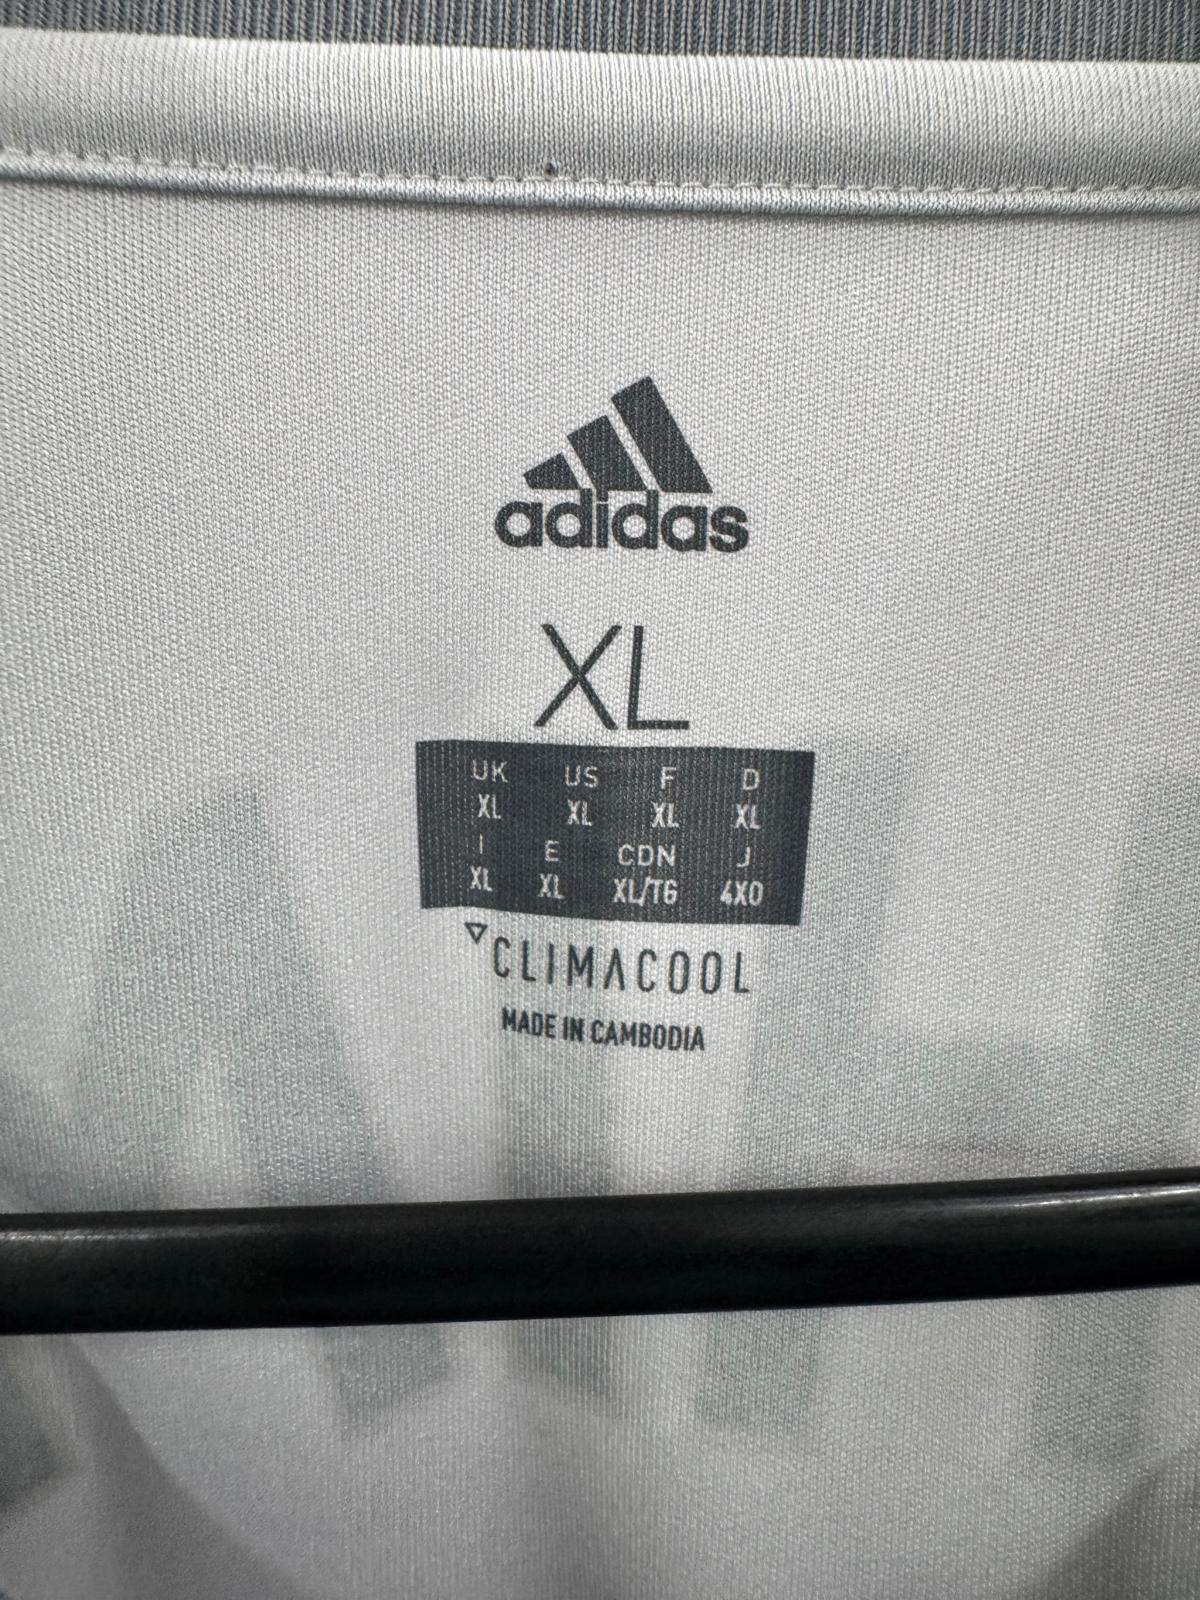 adidas
XL
UK US F D
XL XL XL XL
I E CDN J
XL XL XL/TG 4XO
CLIMACOOL
MADE IN CAMBODIA